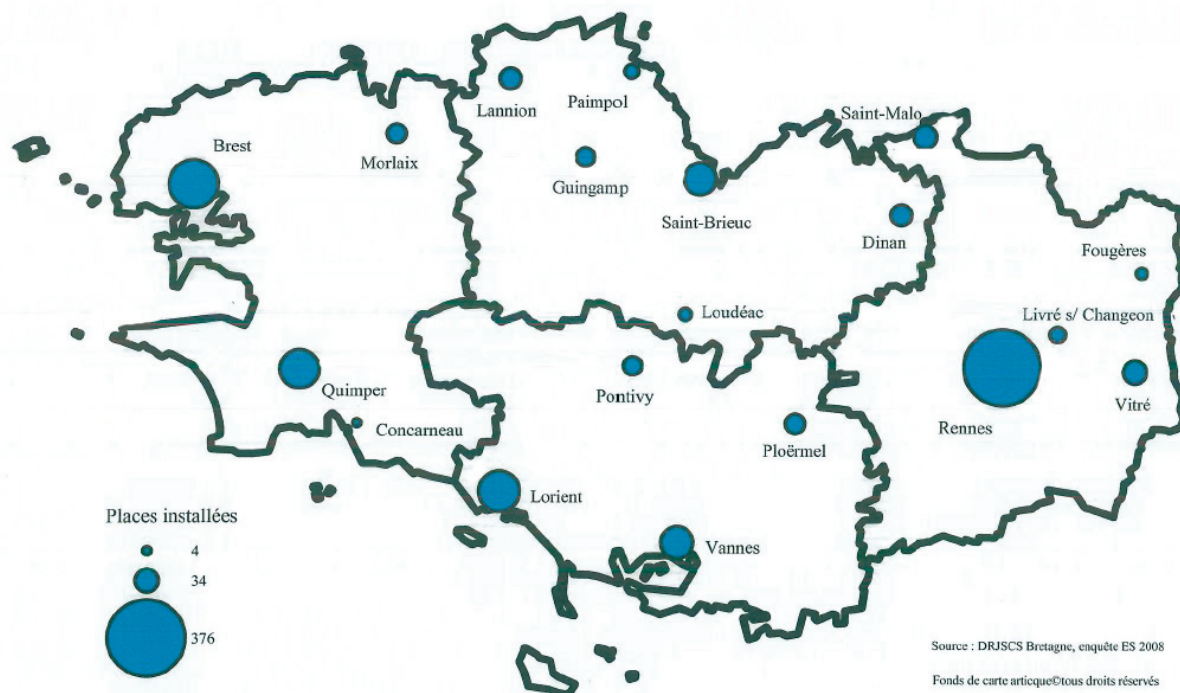 Lannion
Paimpol
Saint-Malo
Brest
Morlaix
Guingamp
Saint-Brieuc
Dinan
Fougères
Loudéac
Livré s/ Changeon
Quimper
Pontivy
Vitré
Concarneau
Ploërmel
Rennes
Lorient
Places installées
Vannes
4
34
376
Source : DRJSCS Bretagne, enquête ES 2008
Fonds de carte articque©tous droits réservés